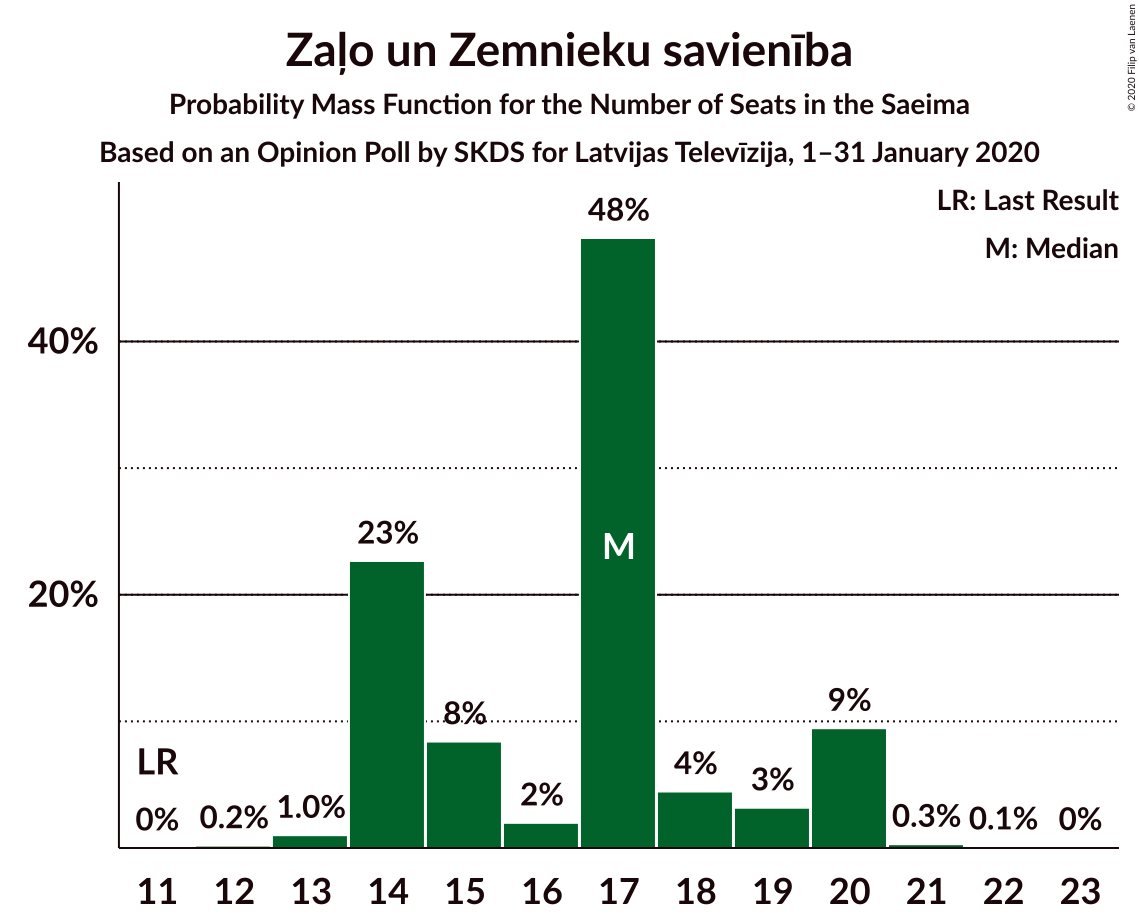 Zaļo un Zemnieku savienība
Probability Mass Function for the Number of Seats in the Saeima
Based on an Opinion Poll by SKDS for Latvijas Televīzija, 1–31 January 2020
© 2020 Filip van Laenen
LR: Last Result
M: Median
48%
40%
M
23%
20%
8%
9%
LR
4%
3%
2%
0%
0.2%
1.0%
0.3%
0.1%
0%
11 12 13 14 15 16 17 18 19 20 21 22 23